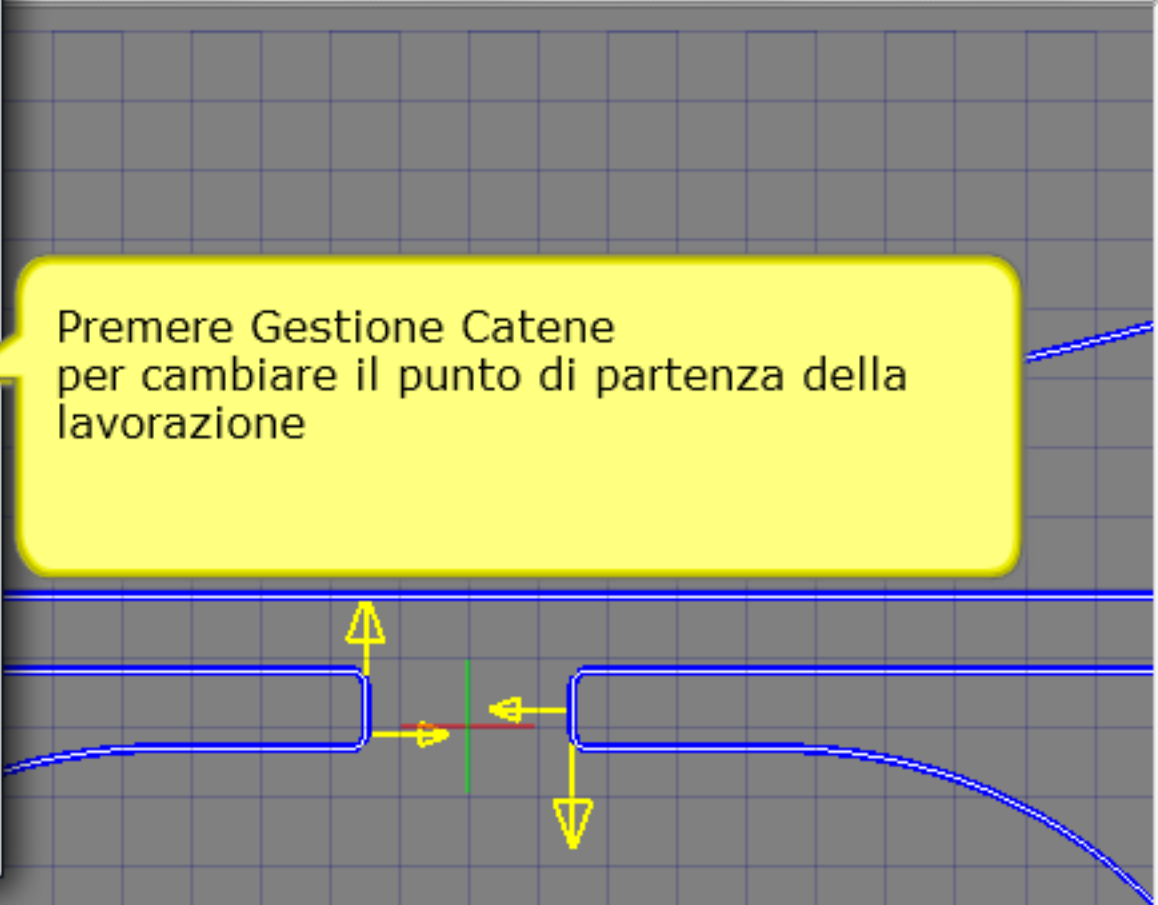 Premere Gestione Catene
per cambiare il punto di partenza della
lavorazione